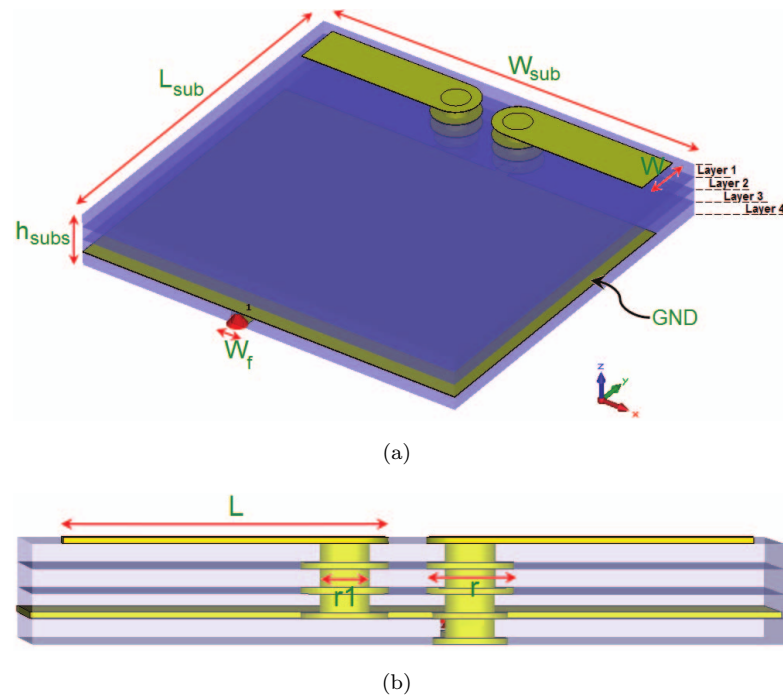 L_sub
W_sub
W
Layer 1
Layer 2
Layer 3
Layer 4
h_subs
1
W_f
GND
z
y
x
(a)
L
r1
r
(b)